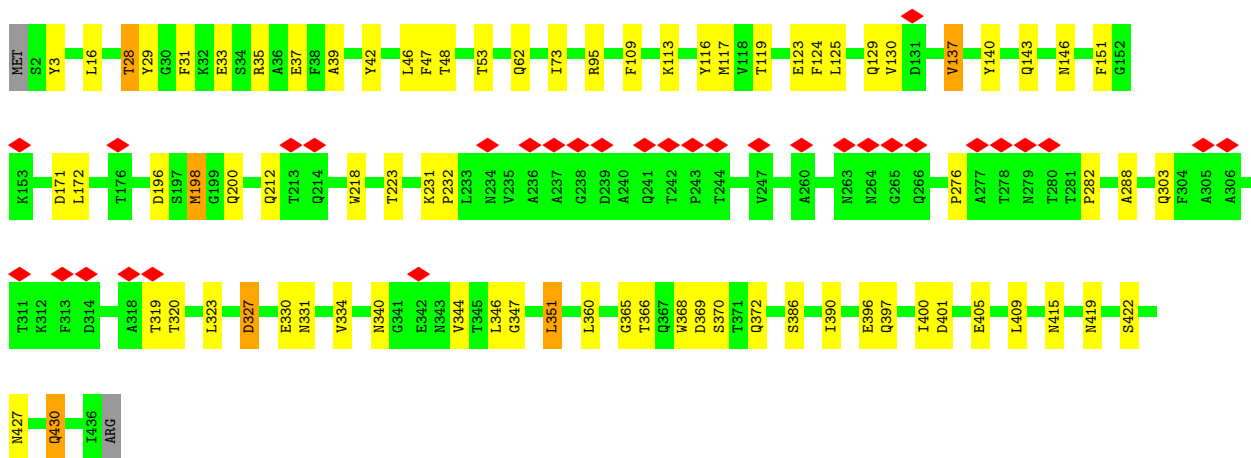 MET S2 Y3 L16 T28 Y29 G30 F31 K32 E33 S34 R35 A36 E37 F38 A39 Y42 L46 F47 T48 T53 Q62 I73 R95 F109 K113 Y116 M117 V118 T119 E123 F124 L125 Q129 V130 D131 V137 Y140 Q143 N146 F151 G152
K153 D171 L172 T176 D196 S197 M198 G199 Q200 Q212 T213 Q214 W218 T223 K231 P232 L233 N234 V235 A236 A237 G238 D239 A240 Q241 T242 P243 T244 V247 A260 N263 N264 G265 Q266 P276 A277 T278 N279 T280 T281 P282 A288 Q303 F304 A305 A306
T311 K312 F313 D314 A318 T319 T320 L323 D327 E330 N331 V334 N340 G341 E342 N343 V344 T345 L346 G347 L351 L360 G365 T366 Q367 W368 D369 S370 T371 Q372 S386 I390 E396 Q397 I400 D401 E405 L409 N415 N419 S422
N427 Q430 I436 ARG